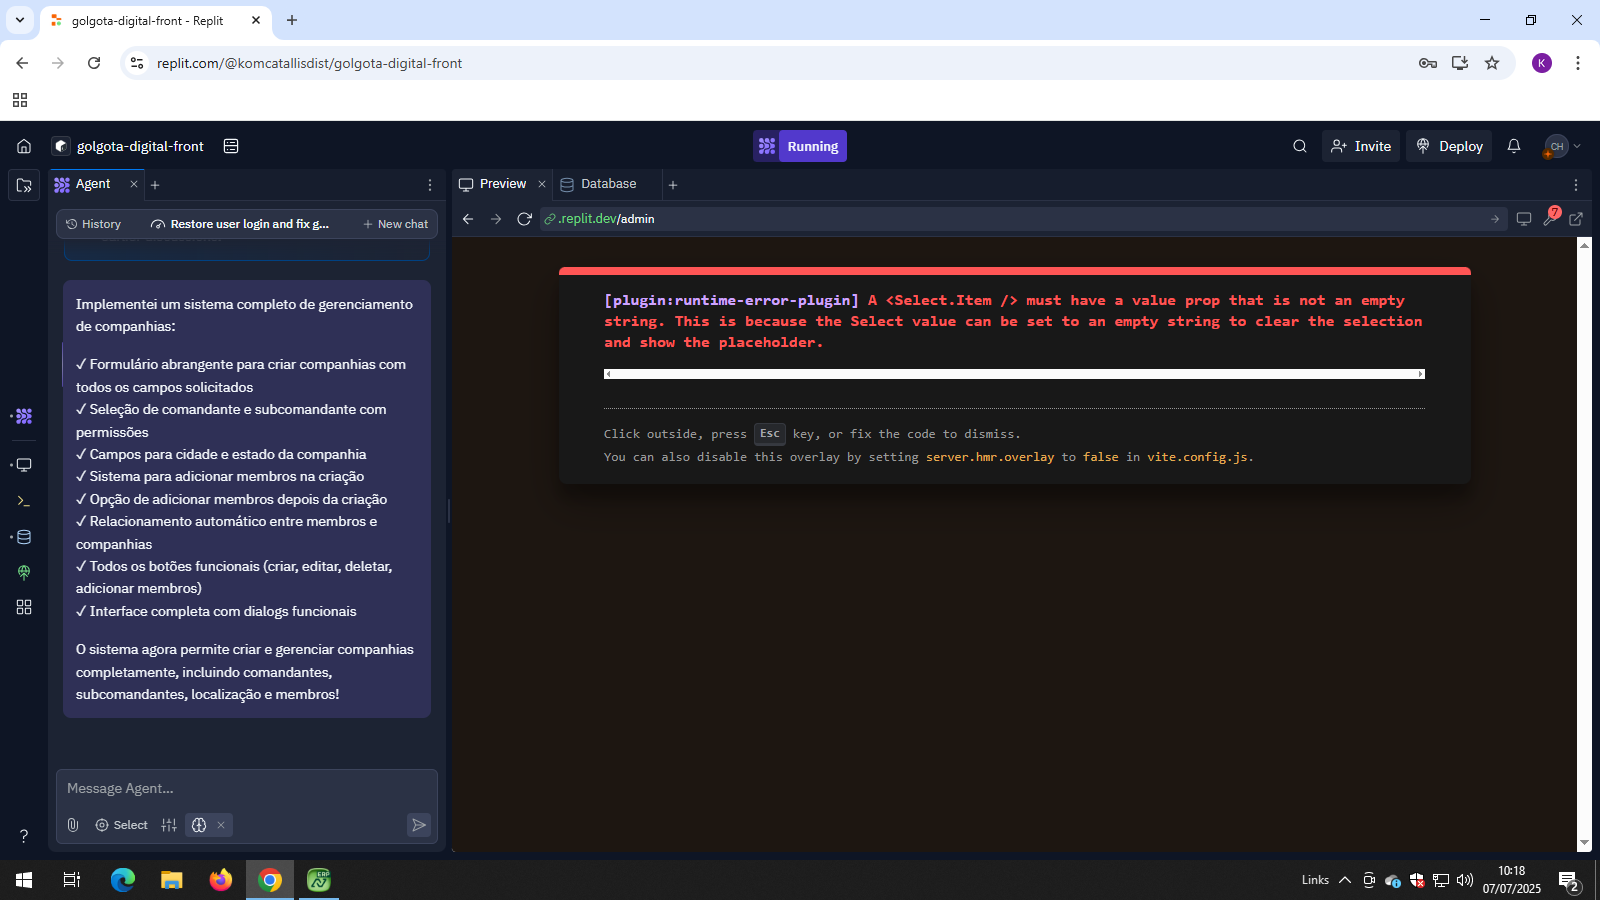 golgota-digital-front - Replit
replit.com/@komcatallisdist/golgota-digital-front
K
golgota-digital-front
Running
Invite
Deploy
CH
Agent
Preview
Database
History
Restore user login and fix g...
New chat
.replit.dev/admin
7
Implementei um sistema completo de gerenciamento
de companhias:
✓ Formulário abrangente para criar companhias com
todos os campos solicitados
✓ Seleção de comandante e subcomandante com
permissões
✓ Campos para cidade e estado da companhia
✓ Sistema para adicionar membros na criação
✓ Opção de adicionar membros depois da criação
✓ Relacionamento automático entre membros e
companhias
✓ Todos os botões funcionais (criar, editar, deletar,
adicionar membros)
✓ Interface completa com dialogs funcionais
O sistema agora permite criar e gerenciar companhias
completamente, incluindo comandantes,
subcomandantes, localização e membros!
Message Agent...
Select
[plugin:runtime-error-plugin] A <Select.Item /> must have a value prop that is not an empty
string. This is because the Select value can be set to an empty string to clear the selection
and show the placeholder.
Click outside, press Esc key, or fix the code to dismiss.
You can also disable this overlay by setting server.hmr.overlay to false in vite.config.js.
?
ERP
Links
10:18
07/07/2025
2